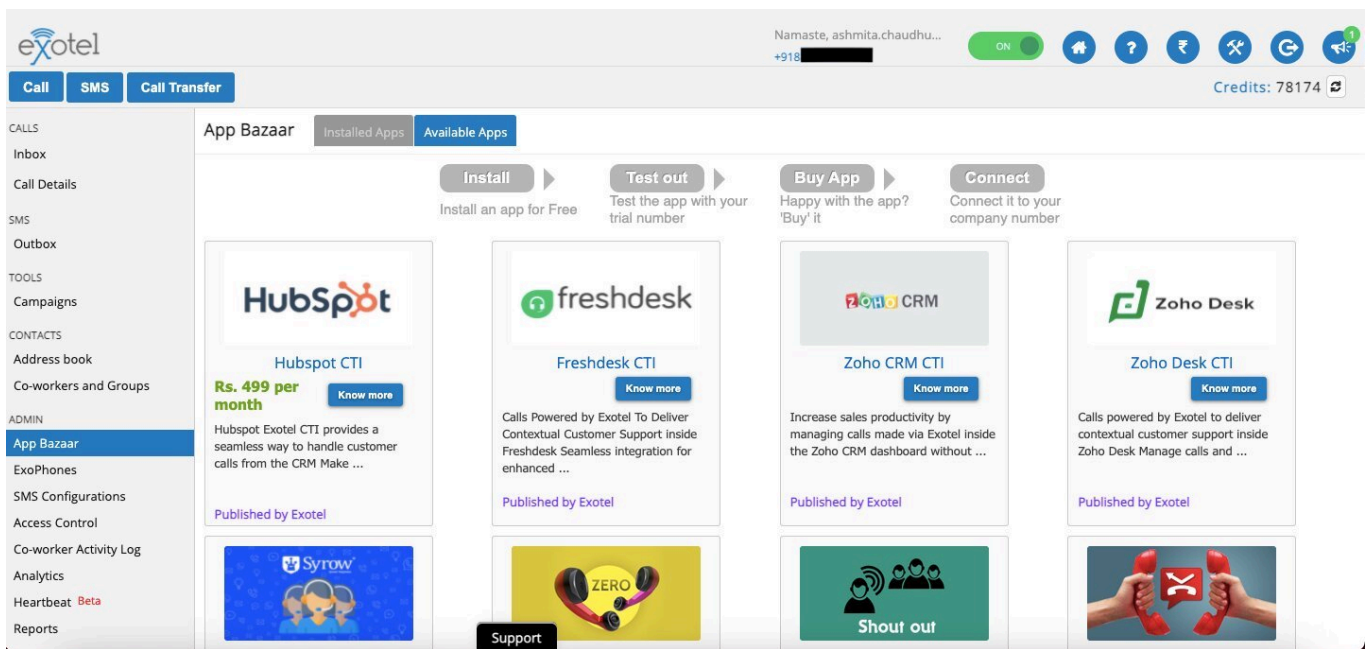 exotel
Namaste, ashmita.chaudhu...
+918
ON
?
₹
1
Call
SMS
Call Transfer
Credits: 78174
CALLS
Inbox
Call Details
SMS
Outbox
TOOLS
Campaigns
CONTACTS
Address book
Co-workers and Groups
ADMIN
App Bazaar
ExoPhones
SMS Configurations
Access Control
Co-worker Activity Log
Analytics
Heartbeat Beta
Reports
App Bazaar
Installed Apps
Available Apps
Install
Install an app for Free
Test out
Test the app with your
trial number
Buy App
Happy with the app?
'Buy' it
Connect
Connect it to your
company number
HubSpot
Hubspot CTI
Rs. 499 per
month
Know more
Hubspot Exotel CTI provides a
seamless way to handle customer
calls from the CRM Make ...
Published by Exotel
freshdesk
Freshdesk CTI
Know more
Calls Powered by Exotel To Deliver
Contextual Customer Support inside
Freshdesk Seamless integration for
enhanced ...
Published by Exotel
ZOHO CRM
Zoho CRM CTI
Know more
Increase sales productivity by
managing calls made via Exotel inside
the Zoho CRM dashboard without ...
Published by Exotel
Zoho Desk
Zoho Desk CTI
Know more
Calls powered by Exotel to deliver
contextual customer support inside
Zoho Desk Manage calls and ...
Published by Exotel
Syrow
ZERO
Shout out
Support